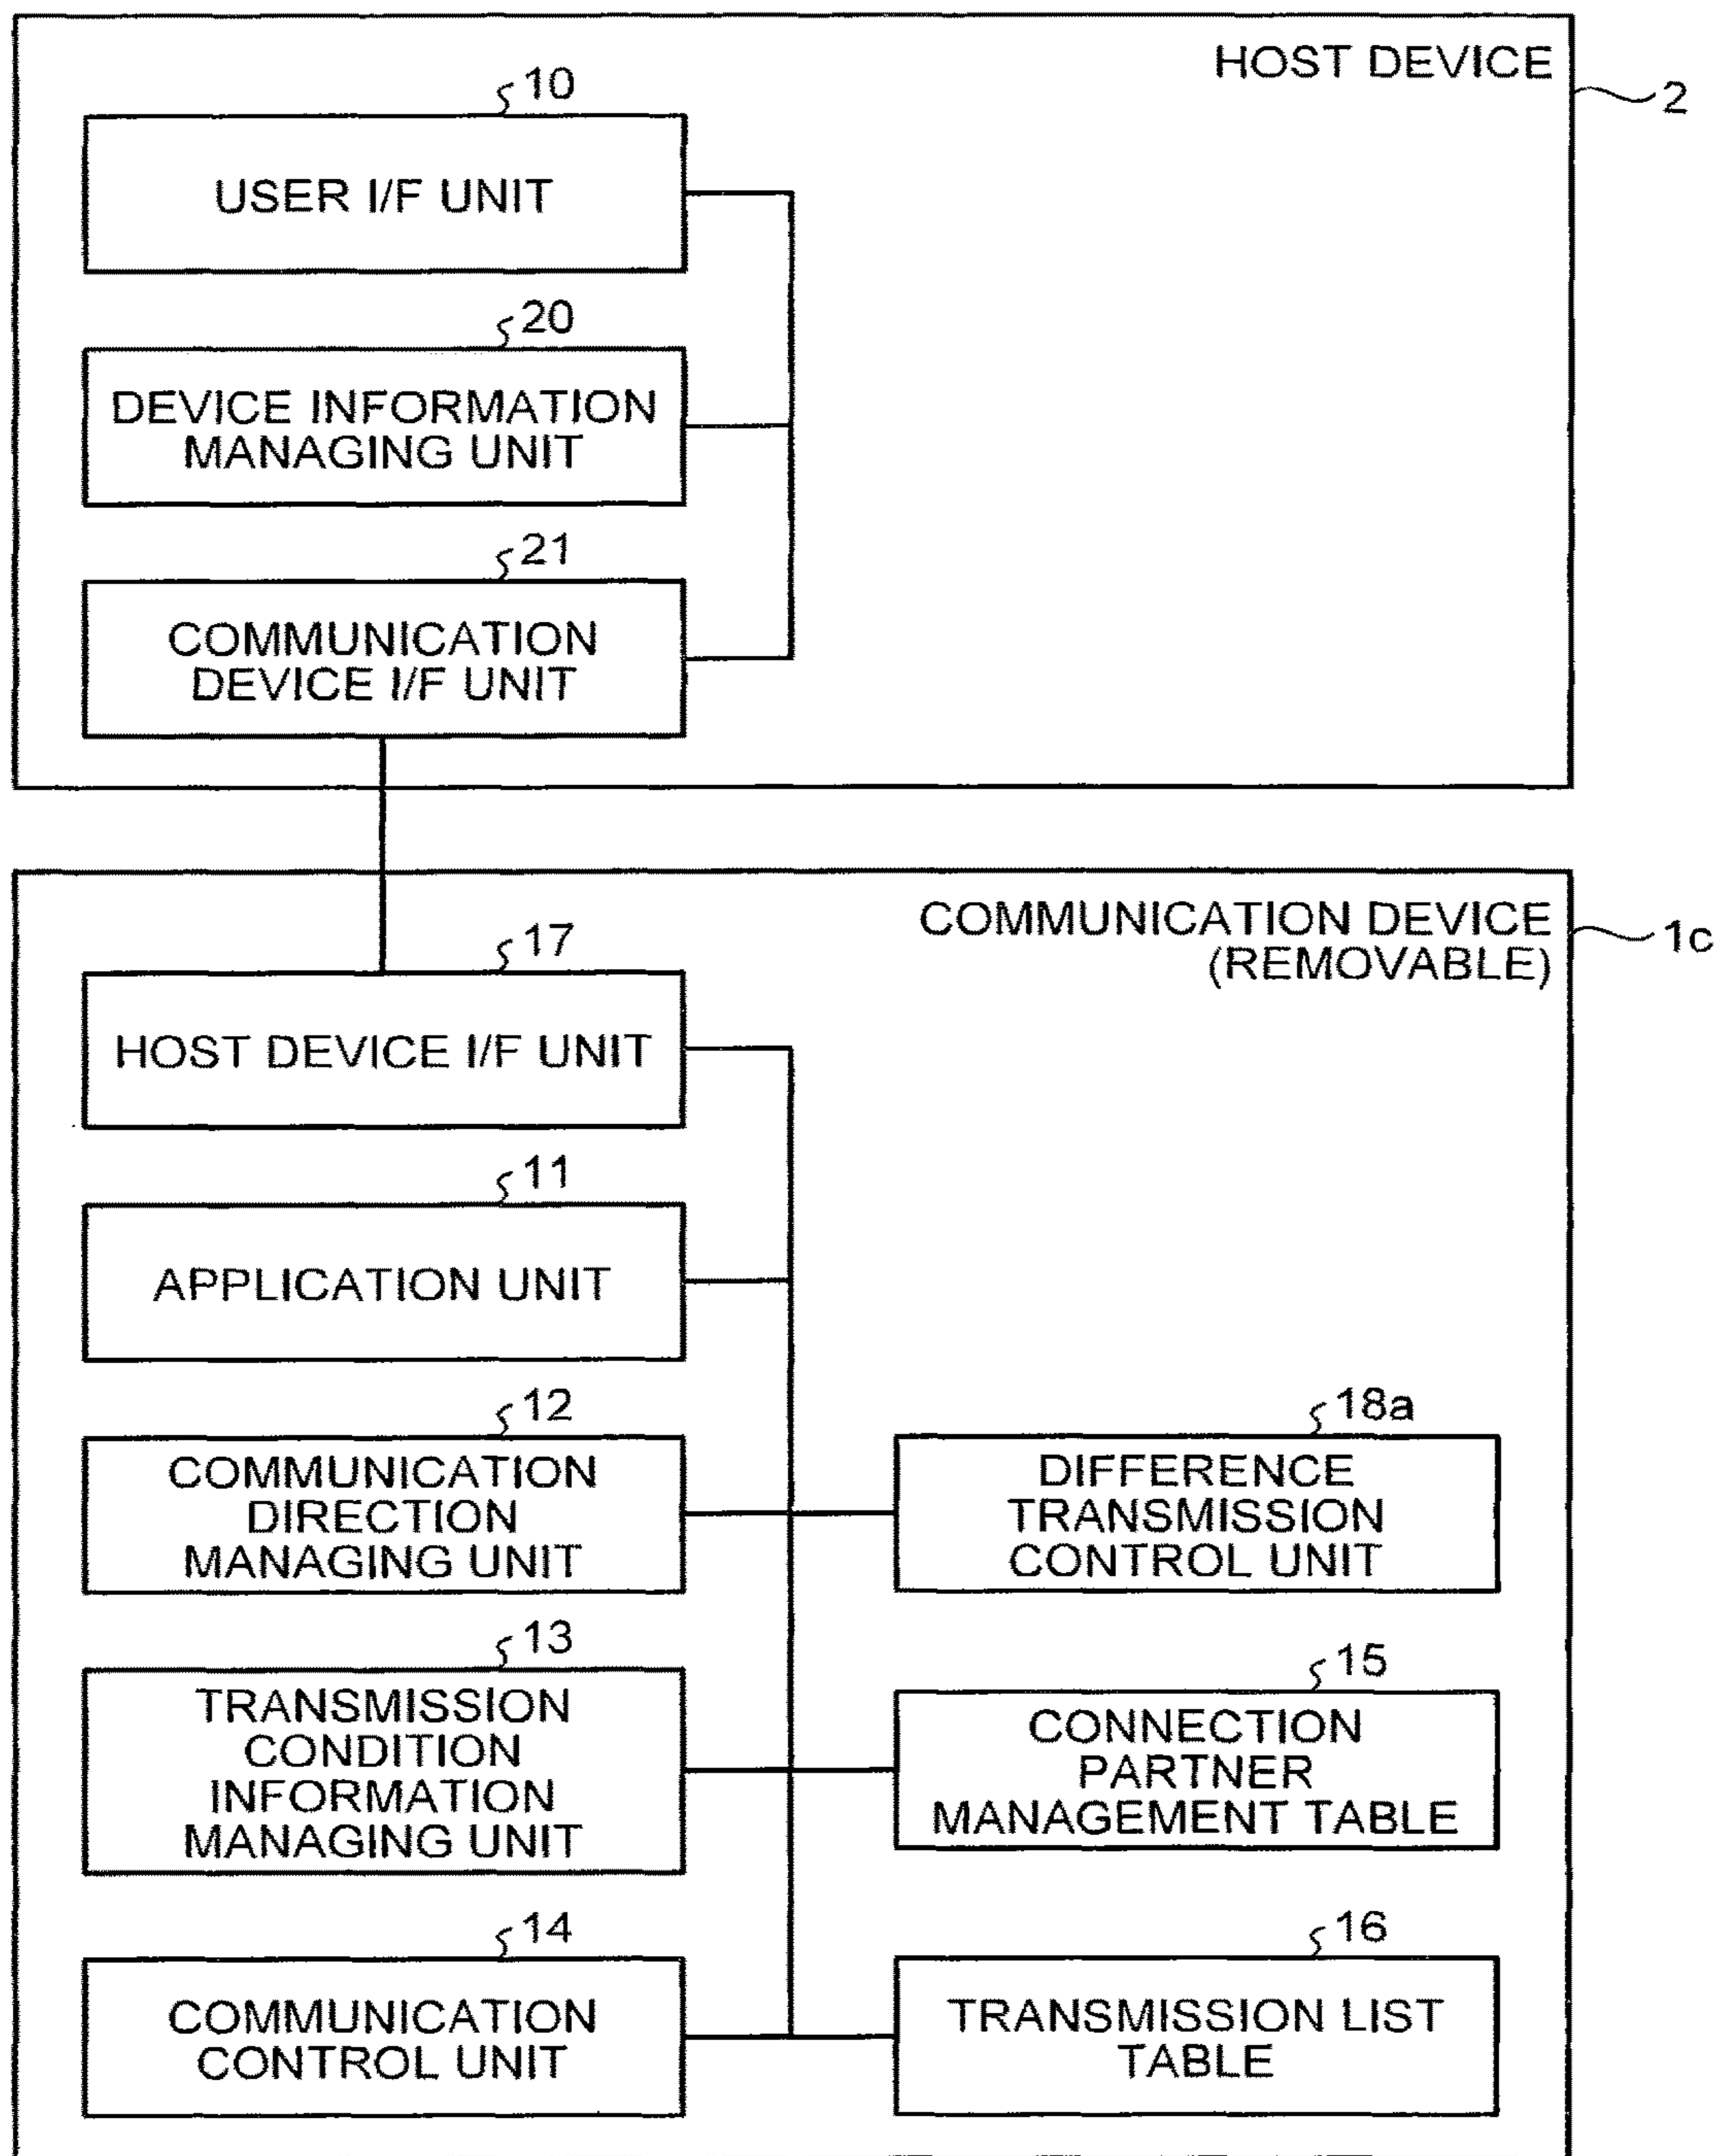 HOST DEVICE
2
10
USER I/F UNIT
20
DEVICE INFORMATION
MANAGING UNIT
21
COMMUNICATION
DEVICE I/F UNIT
COMMUNICATION DEVICE
(REMOVABLE)
1c
17
HOST DEVICE I/F UNIT
11
APPLICATION UNIT
12
COMMUNICATION
DIRECTION
MANAGING UNIT
18a
DIFFERENCE
TRANSMISSION
CONTROL UNIT
13
TRANSMISSION
CONDITION
INFORMATION
MANAGING UNIT
15
CONNECTION
PARTNER
MANAGEMENT TABLE
14
COMMUNICATION
CONTROL UNIT
16
TRANSMISSION LIST
TABLE